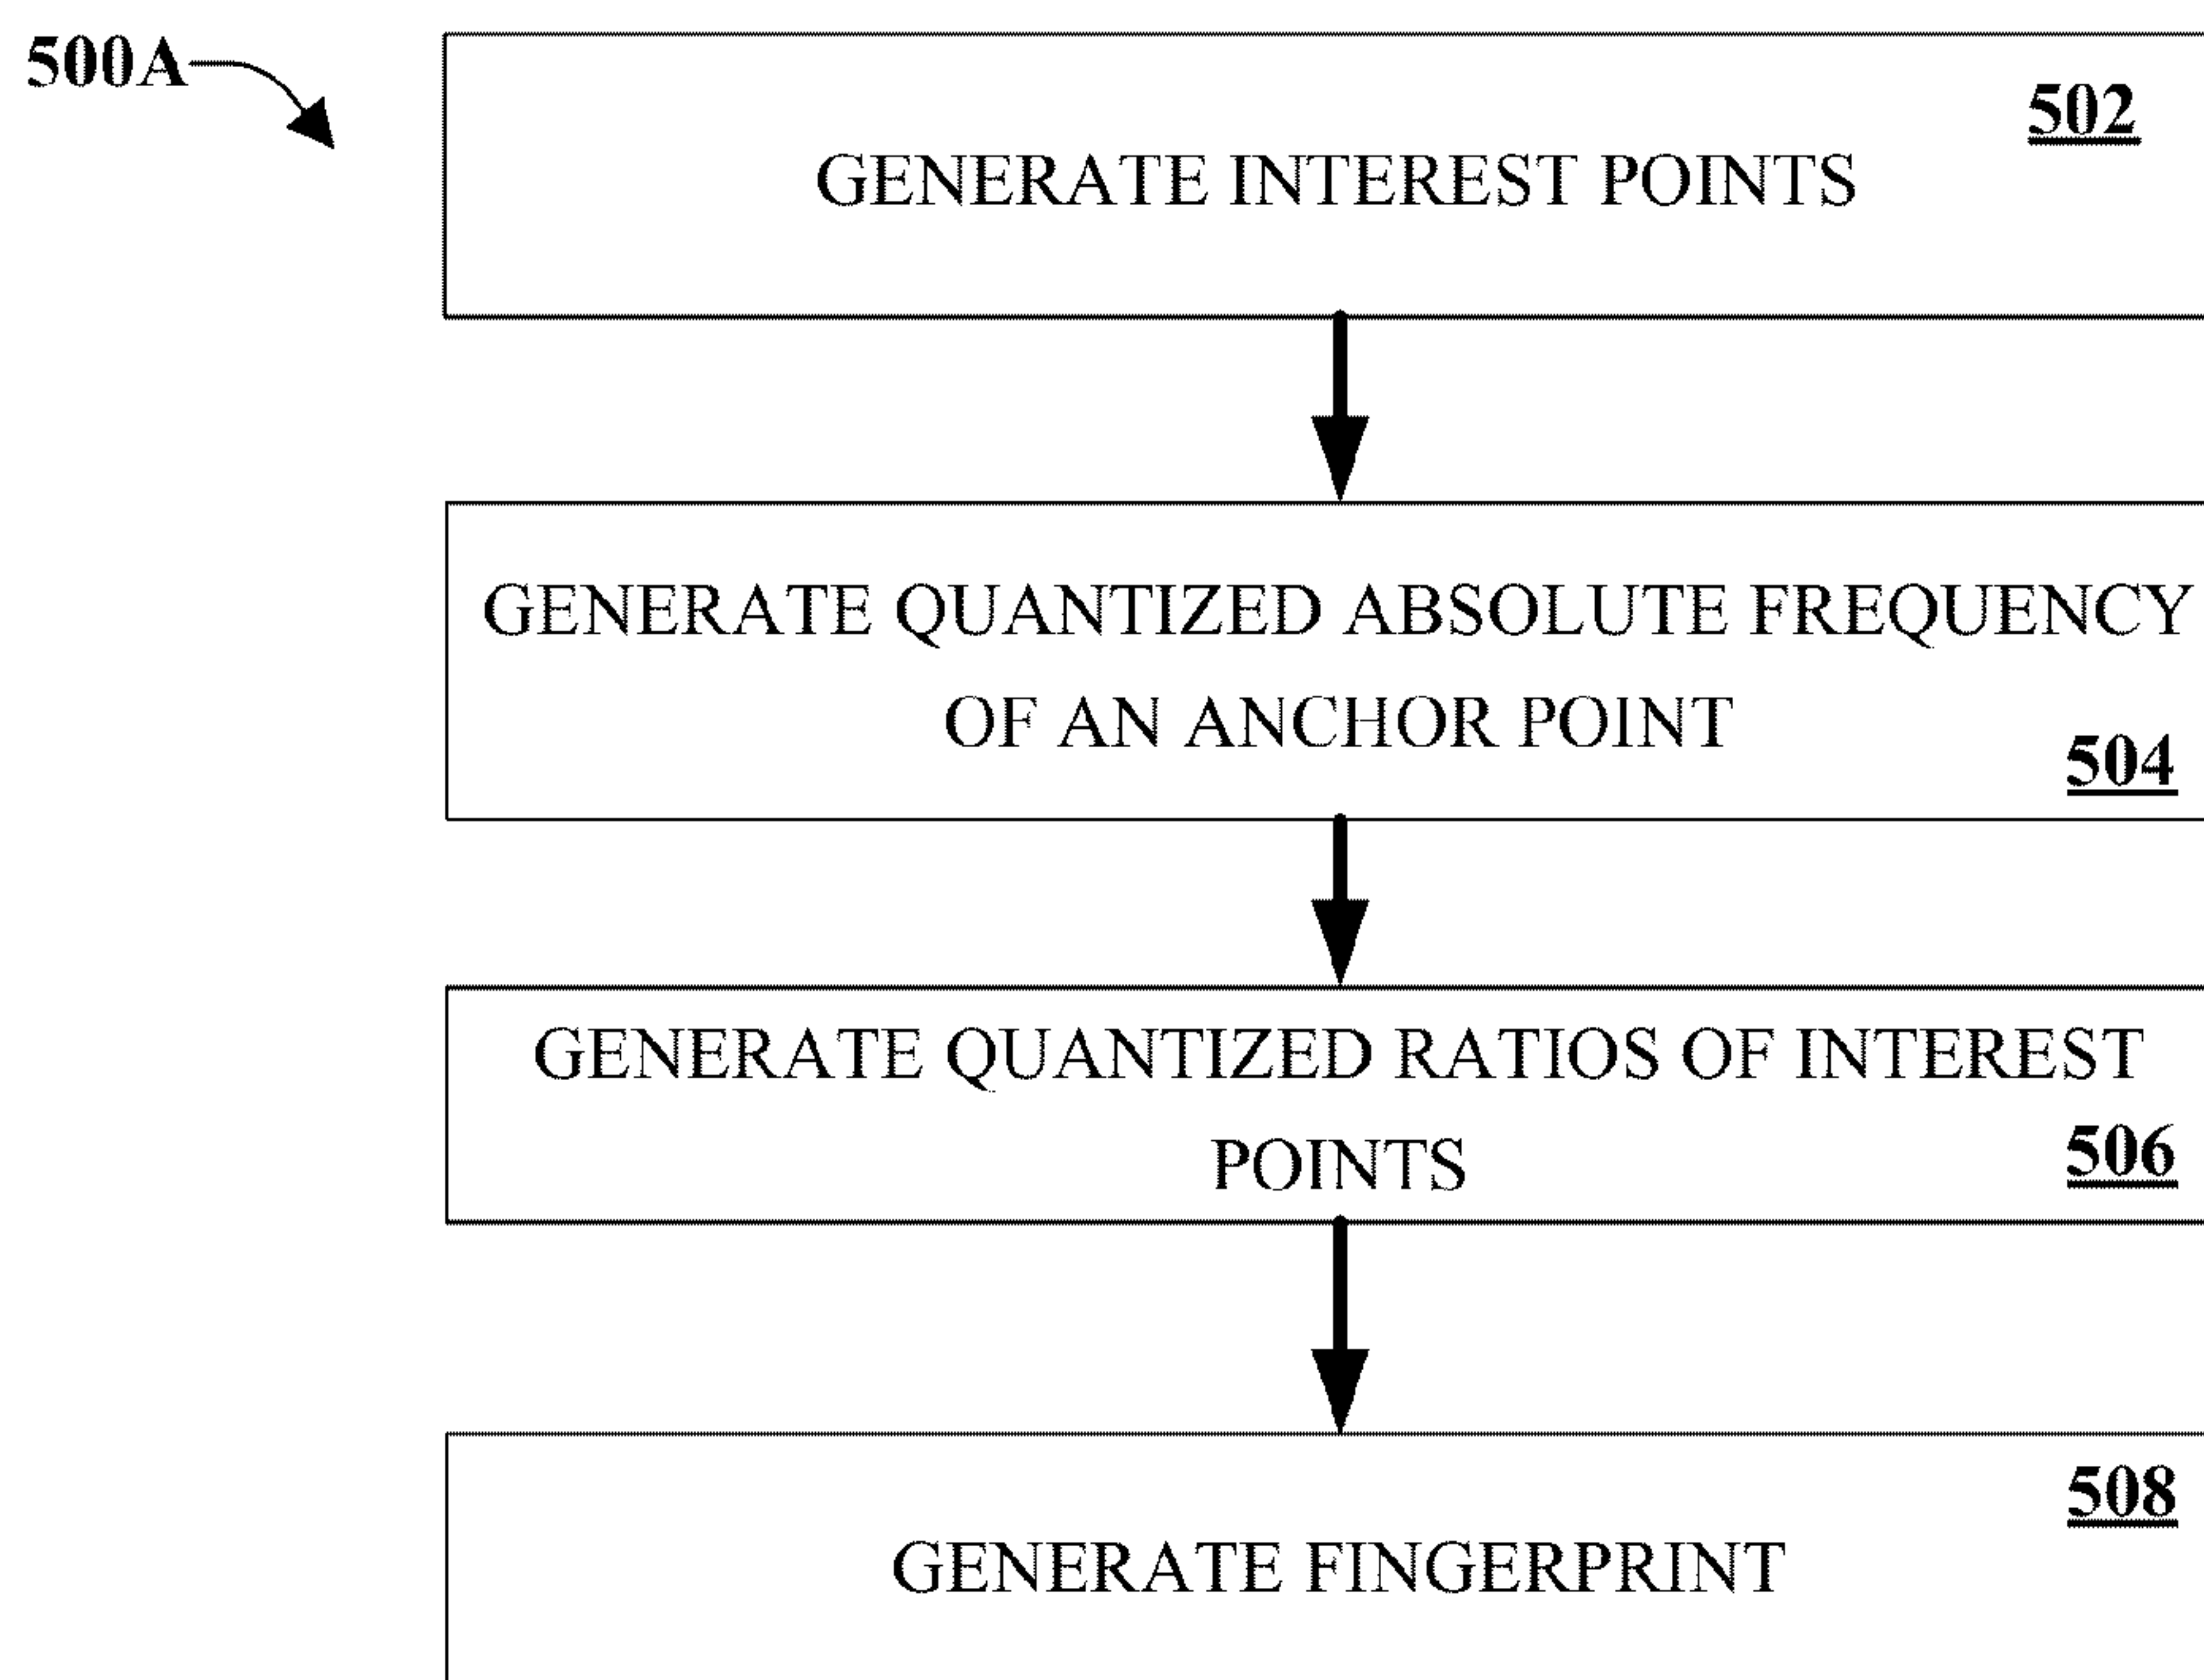 500A
502
GENERATE INTEREST POINTS
GENERATE QUANTIZED ABSOLUTE FREQUENCY
OF AN ANCHOR POINT
504
GENERATE QUANTIZED RATIOS OF INTEREST
POINTS
506
508
GENERATE FINGERPRINT